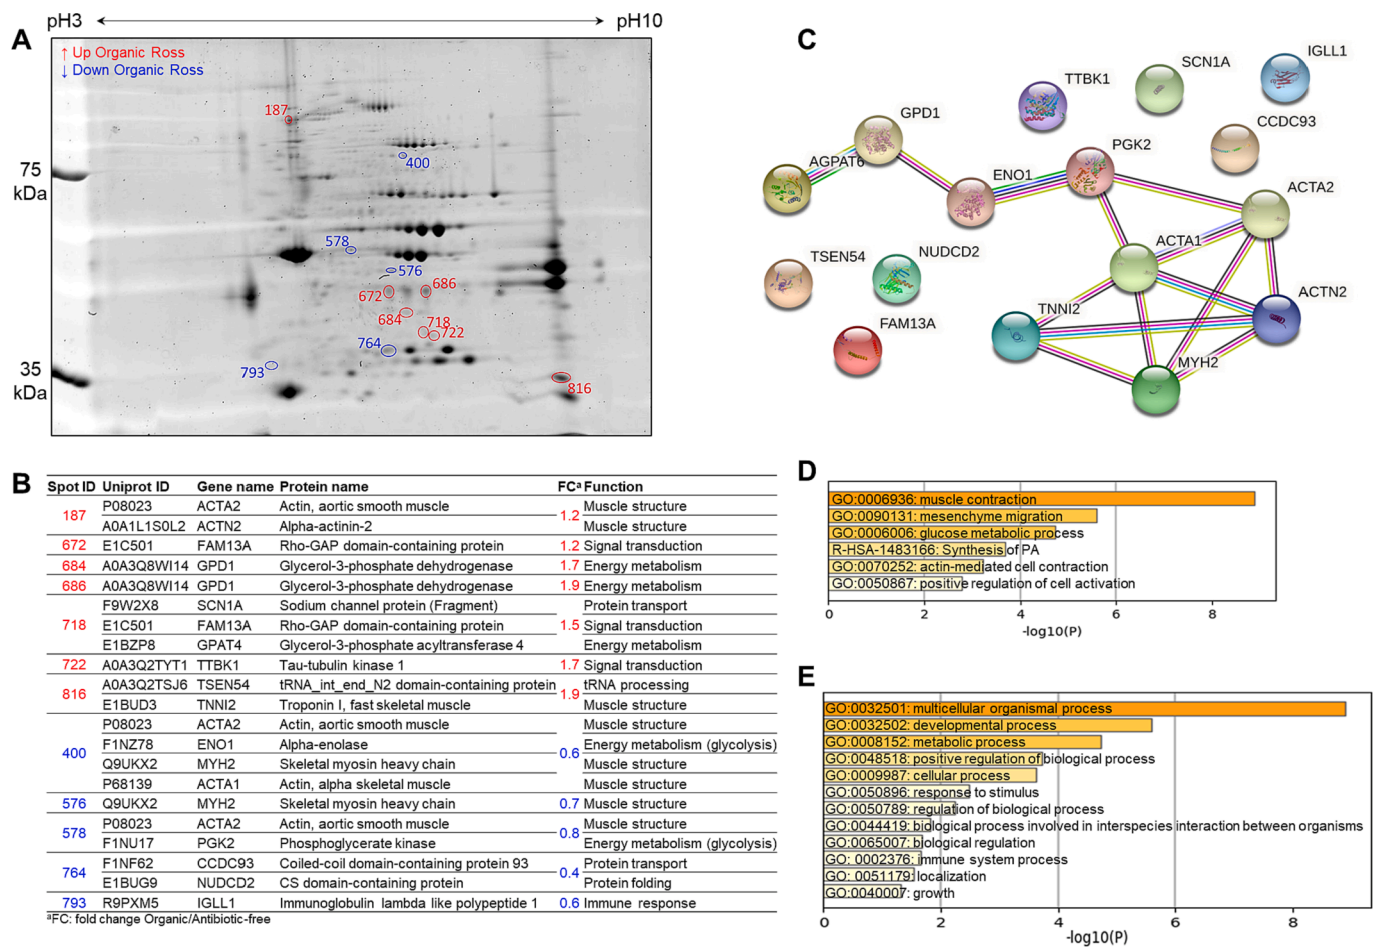 pH3
pH10
A
↑ Up Organic Ross
↓ Down Organic Ross
187
400
75
kDa
578
576
672
686
684
718
722
764
793
35
kDa
816
C
IGLL1
SCN1A
TTBK1
CCDC93
GPD1
PGK2
AGPAT6
ENO1
ACTA2
ACTA1
TSEN54
NUDCD2
ACTN2
TNNI2
FAM13A
MYH2
B
Spot ID Uniprot ID Gene name Protein name FCᵃ Function
187 P08023 ACTA2 Actin, aortic smooth muscle 1.2 Muscle structure
A0A1L1S0L2 ACTN2 Alpha-actinin-2 Muscle structure
672 E1C501 FAM13A Rho-GAP domain-containing protein 1.2 Signal transduction
684 A0A3Q8WI14 GPD1 Glycerol-3-phosphate dehydrogenase 1.7 Energy metabolism
686 A0A3Q8WI14 GPD1 Glycerol-3-phosphate dehydrogenase 1.9 Energy metabolism
F9W2X8 SCN1A Sodium channel protein (Fragment) Protein transport
718 E1C501 FAM13A Rho-GAP domain-containing protein 1.5 Signal transduction
E1BZP8 GPAT4 Glycerol-3-phosphate acyltransferase 4 Energy metabolism
722 A0A3Q2TYT1 TTBK1 Tau-tubulin kinase 1 1.7 Signal transduction
816 A0A3Q2TSJ6 TSEN54 tRNA_int_end_N2 domain-containing protein 1.9 tRNA processing
E1BUD3 TNNI2 Troponin I, fast skeletal muscle Muscle structure
P08023 ACTA2 Actin, aortic smooth muscle Muscle structure
400 F1NZ78 ENO1 Alpha-enolase 0.6 Energy metabolism (glycolysis)
Q9UKX2 MYH2 Skeletal myosin heavy chain Muscle structure
P68139 ACTA1 Actin, alpha skeletal muscle Muscle structure
576 Q9UKX2 MYH2 Skeletal myosin heavy chain 0.7 Muscle structure
578 P08023 ACTA2 Actin, aortic smooth muscle 0.8 Muscle structure
F1NU17 PGK2 Phosphoglycerate kinase Energy metabolism (glycolysis)
764 F1NF62 CCDC93 Coiled-coil domain-containing protein 93 0.4 Protein transport
E1BUG9 NUDCD2 CS domain-containing protein Protein folding
793 R9PXM5 IGLL1 Immunoglobulin lambda like polypeptide 1 0.6 Immune response
ᵃFC: fold change Organic/Antibiotic-free
D
GO:0006936: muscle contraction
GO:0090131: mesenchyme migration
GO:0006006: glucose metabolic process
R-HSA-1483166: Synthesis of PA
GO:0070252: actin-mediated cell contraction
GO:0050867: positive regulation of cell activation
0 2 4 6 8
-log10(P)
E
GO:0032501: multicellular organismal process
GO:0032502: developmental process
GO:0008152: metabolic process
GO:0048518: positive regulation of biological process
GO:0009987: cellular process
GO:0050896: response to stimulus
GO:0050789: regulation of biological process
GO:0044419: biological process involved in interspecies interaction between organisms
GO:0065007: biological regulation
GO: 0002376: immune system process
GO: 0051179: localization
GO:0040007: growth
0 2 4 6 8
-log10(P)